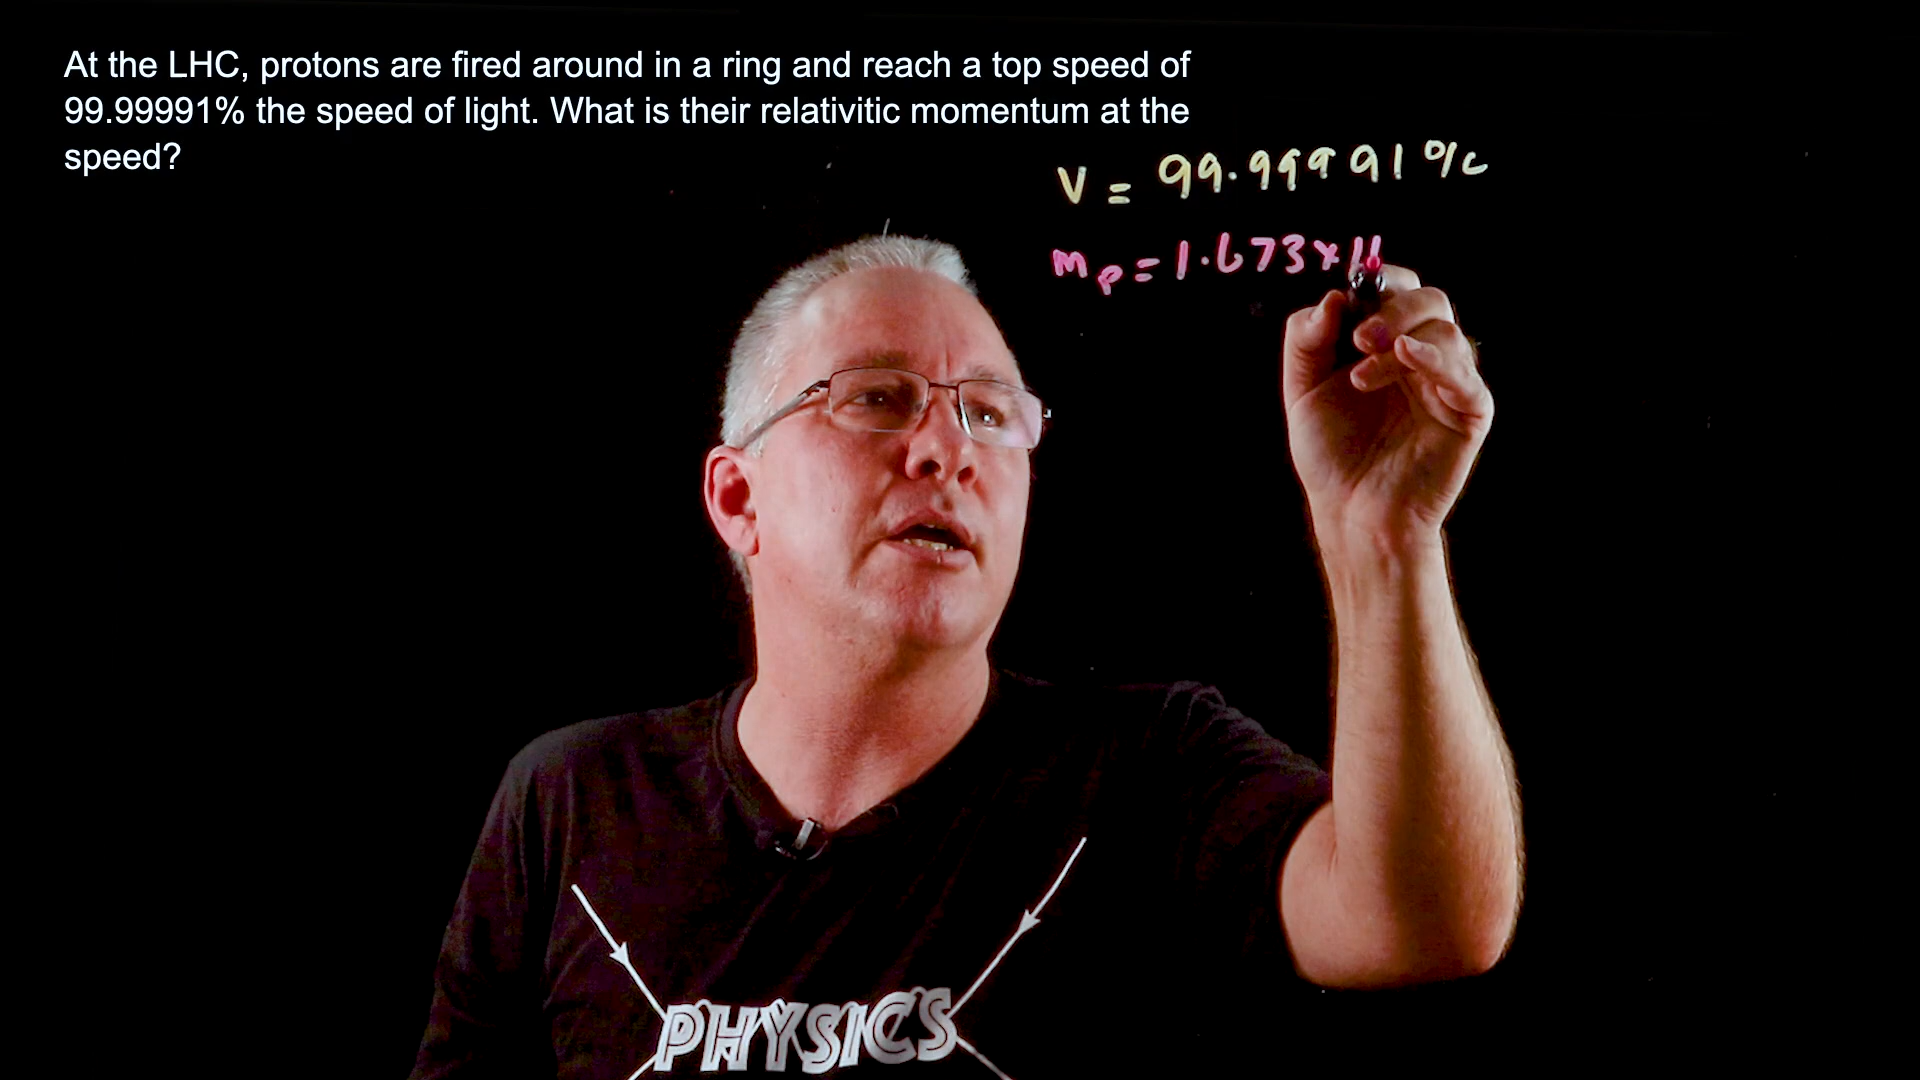 At the LHC, protons are fired around in a ring and reach a top speed of
99.99991% the speed of light. What is their relativitic momentum at the
speed?
V = 99.99991%c
mp = 1.673x1
PHYSICS